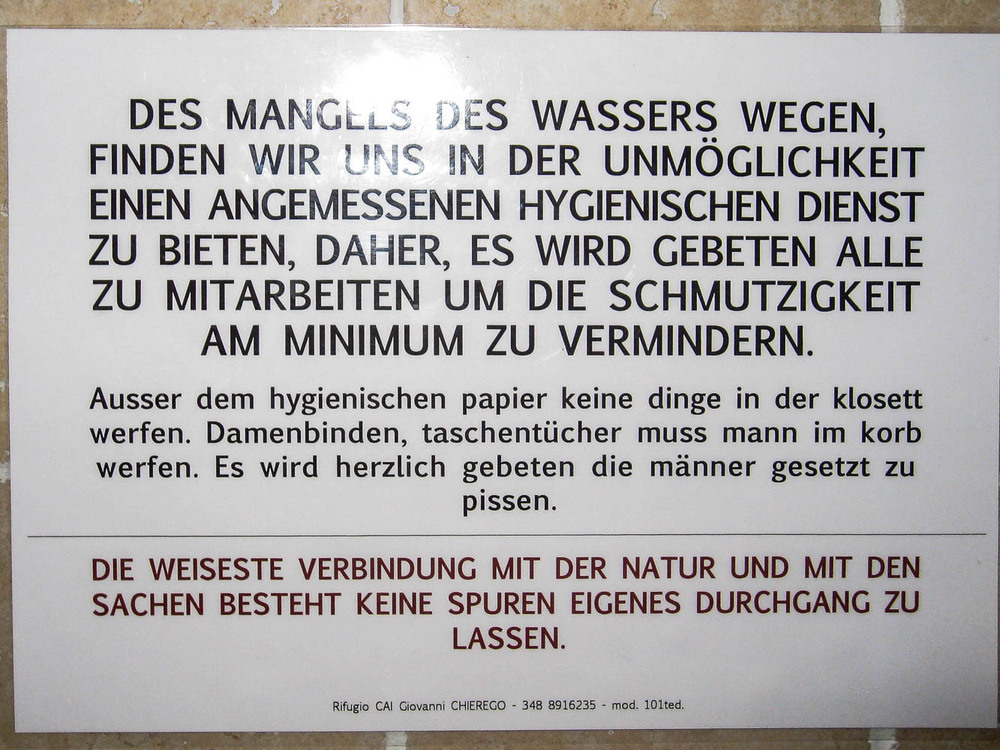 DES MANGELS DES WASSERS WEGEN,
FINDEN WIR UNS IN DER UNMÖGLICHKEIT
EINEN ANGEMESSENEN HYGIENISCHEN DIENST
ZU BIETEN, DAHER, ES WIRD GEBETEN ALLE
ZU MITARBEITEN UM DIE SCHMUTZIGKEIT
AM MINIMUM ZU VERMINDERN.
Ausser dem hygienischen papier keine dinge in der klosett
werfen. Damenbinden, taschentücher muss mann im korb
werfen. Es wird herzlich gebeten die männer gesetzt zu
pissen.
DIE WEISESTE VERBINDUNG MIT DER NATUR UND MIT DEN
SACHEN BESTEHT KEINE SPUREN EIGENES DURCHGANG ZU
LASSEN.
Rifugio CAI Giovanni CHIEREGO - 348 8916235 - mod. 101ted.